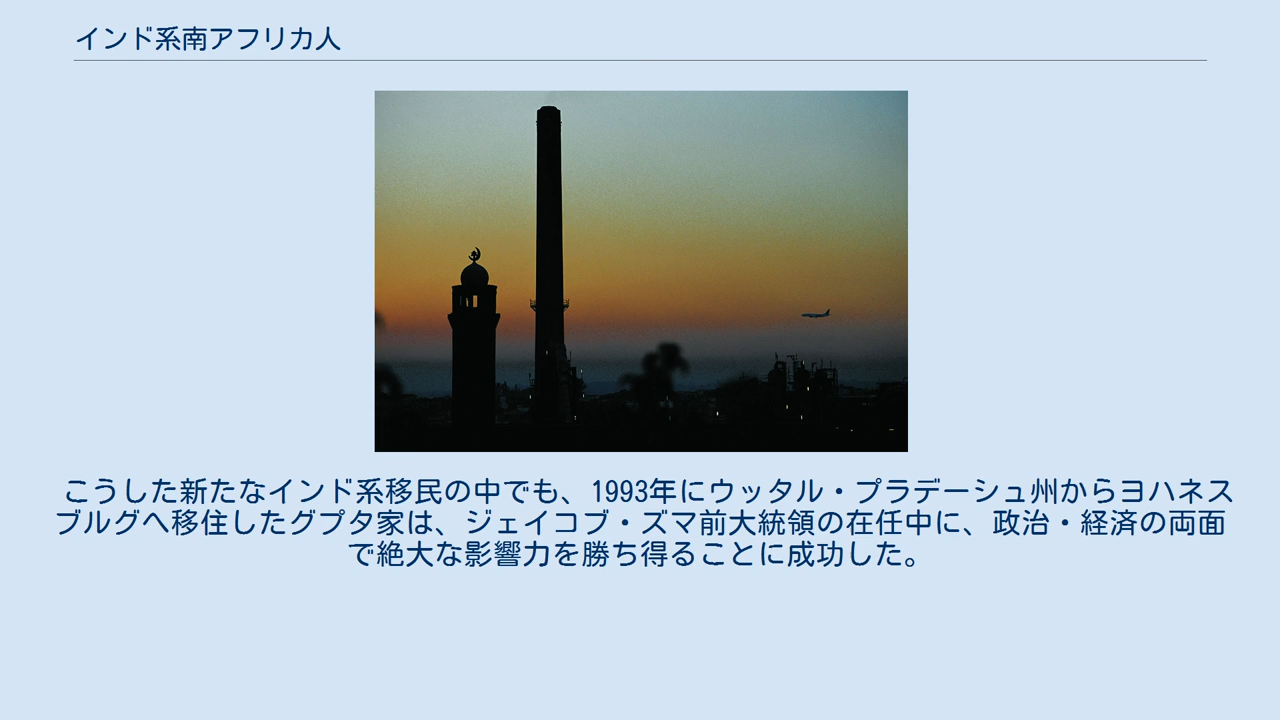 インド系南アフリカ人
こうした新たなインド系移民の中でも、1993年にウッタル・プラデーシュ州からヨハネス
ブルグへ移住したグプタ家は、ジェイコブ・ズマ前大統領の在任中に、政治・経済の両面
で絶大な影響力を勝ち得ることに成功した。